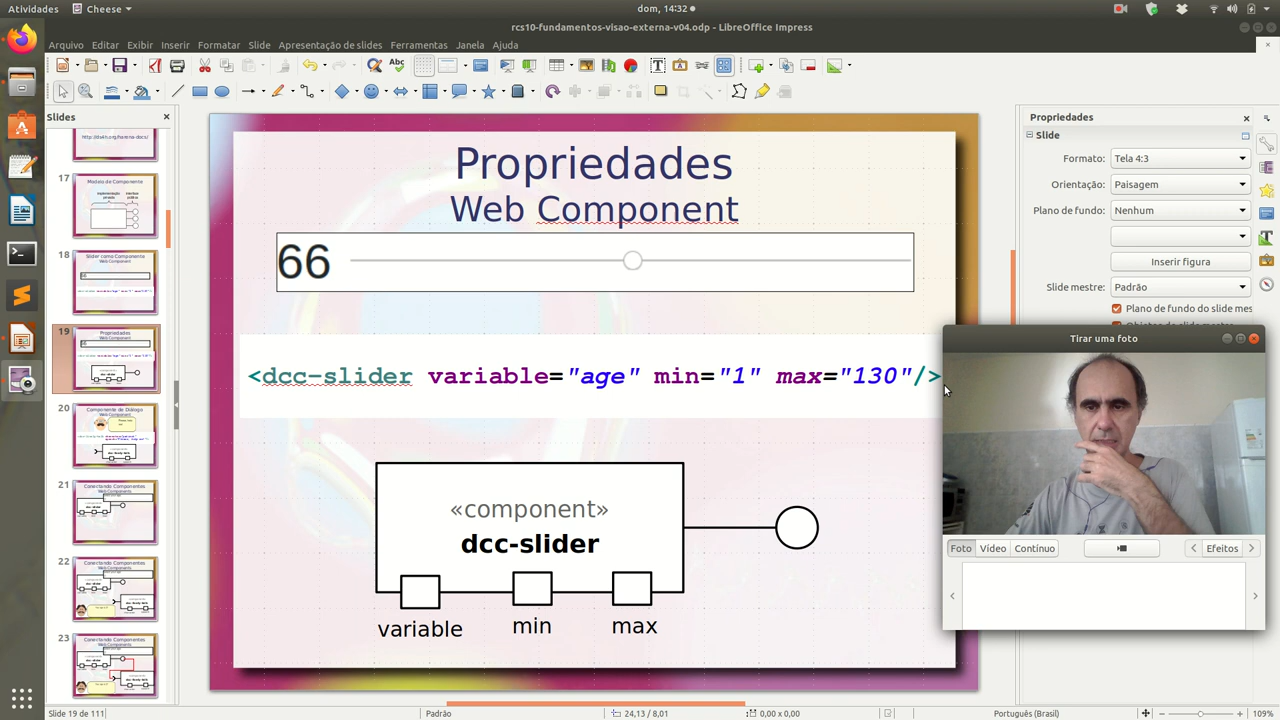 Atividades
Cheese
dom, 14:32
rcs10-fundamentos-visao-externa-v04.odp - LibreOffice Impress
Arquivo Editar Exibir Inserir Formatar Slide Apresentação de slides Ferramentas Janela Ajuda
Slides
http://ds4h.org/harena-docs/
17
Modelo de Componente
18
Slider como Componente
Web Component
19
Propriedades
Web Component
20
Componente de Diálogo
Web Component
21
Conectando Componentes
Web Components
22
Conectando Componentes
Web Components
23
Conectando Componentes
Web Components
Propriedades
Web Component
66
<dcc-slider variable="age" min="1" max="130"/>
«component»
dcc-slider
variable
min
max
Propriedades
Slide
Formato: Tela 4:3
Orientação: Paisagem
Plano de fundo: Nenhum
Inserir figura
Slide mestre: Padrão
Plano de fundo do slide mes
Tirar uma foto
Foto Vídeo Contínuo
Efeitos
Slide 19 de 111
Padrão
24,13 / 8,01
0,00 x 0,00
Português (Brasil)
109%